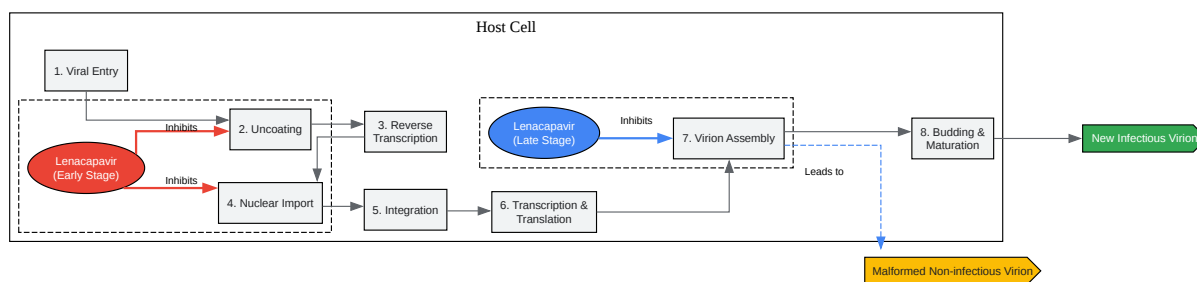 Host Cell
1. Viral Entry
Inhibits
2. Uncoating
3. Reverse
Transcription
Lenacapavir
(Early Stage)
Inhibits
4. Nuclear Import
5. Integration
6. Transcription &
Translation
Lenacapavir
(Late Stage)
Inhibits
7. Virion Assembly
Leads to
8. Budding &
Maturation
New Infectious Virion
Malformed Non-infectious Virion